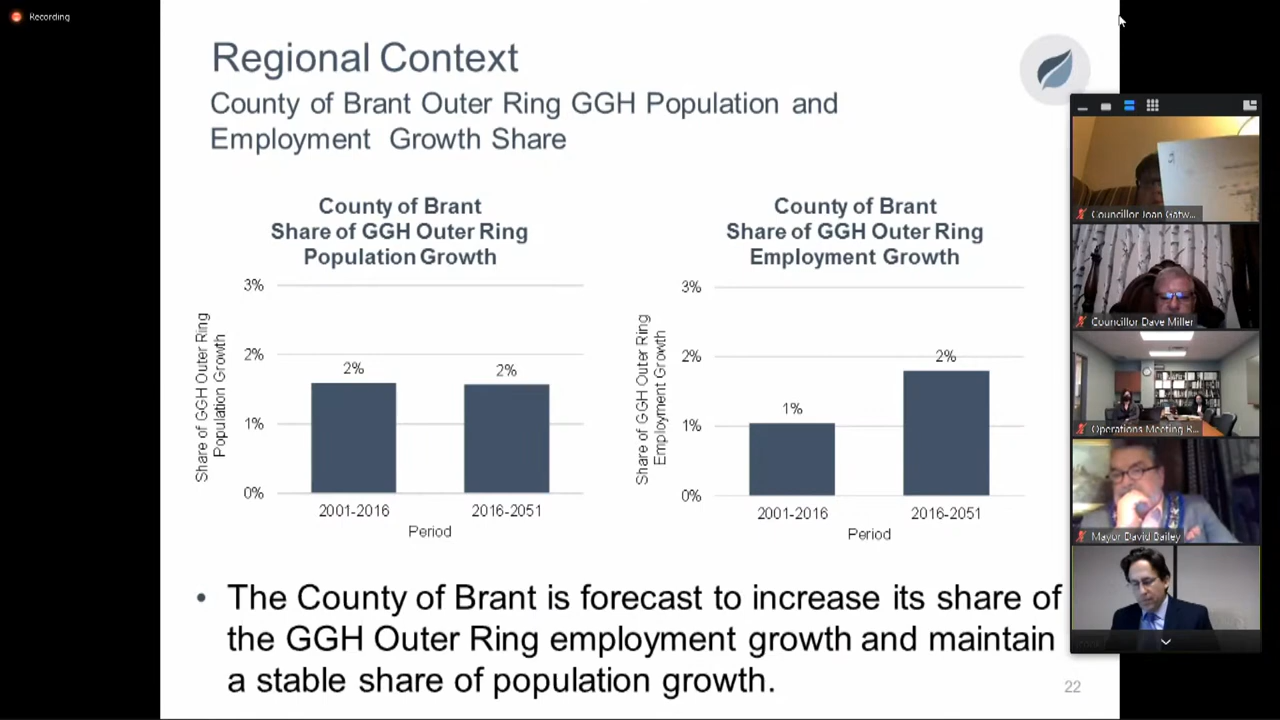 Recording
Regional Context
County of Brant Outer Ring GGH Population and
Employment Growth Share
County of Brant
Share of GGH Outer Ring
Population Growth
3%
2%
1%
0%
Share of GGH Outer Ring
Population Growth
2%
2%
2001-2016
2016-2051
Period
County of Brant
Share of GGH Outer Ring
Employment Growth
3%
2%
1%
0%
Share of GGH Outer Ring
Employment Growth
1%
2%
2001-2016
2016-2051
Period
• The County of Brant is forecast to increase its share of
the GGH Outer Ring employment growth and maintain
a stable share of population growth.
22
Councillor Joan Gatw...
Councillor Dave Miller
Operations Meeting R...
Mayor David Bailey